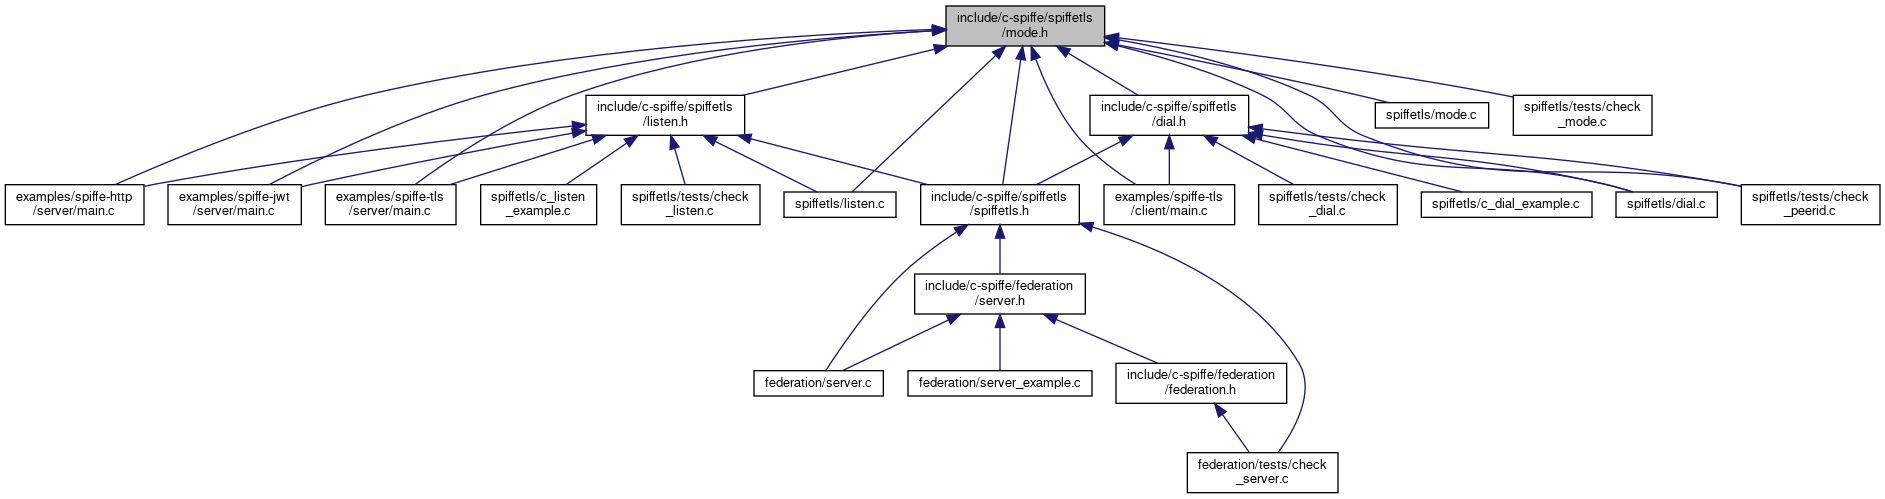 include/c-spiffe/spiffetls
/mode.h
include/c-spiffe/spiffetls
/listen.h
include/c-spiffe/spiffetls
/dial.h
spiffetls/mode.c
spiffetls/tests/check
_mode.c
examples/spiffe-http
/server/main.c
examples/spiffe-jwt
/server/main.c
examples/spiffe-tls
/server/main.c
spiffetls/c_listen
_example.c
spiffetls/tests/check
_listen.c
spiffetls/listen.c
include/c-spiffe/spiffetls
/spiffetls.h
examples/spiffe-tls
/client/main.c
spiffetls/tests/check
_dial.c
spiffetls/c_dial_example.c
spiffetls/dial.c
spiffetls/tests/check
_peerid.c
include/c-spiffe/federation
/server.h
federation/server.c
federation/server_example.c
include/c-spiffe/federation
/federation.h
federation/tests/check
_server.c